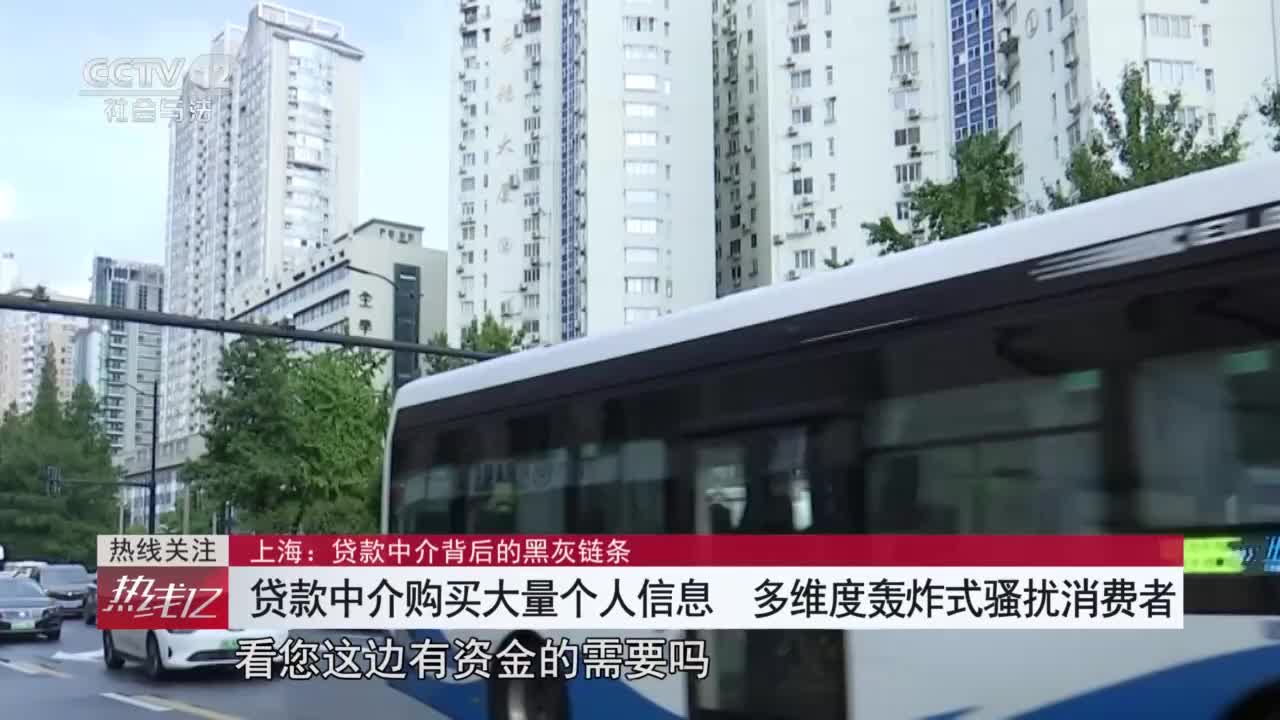 CCTV 12
社会与法
大厦
热线关注
上海：贷款中介背后的黑灰链条
热线12
贷款中介购买大量个人信息 多维度轰炸式骚扰消费者
看您这边有资金的需要吗